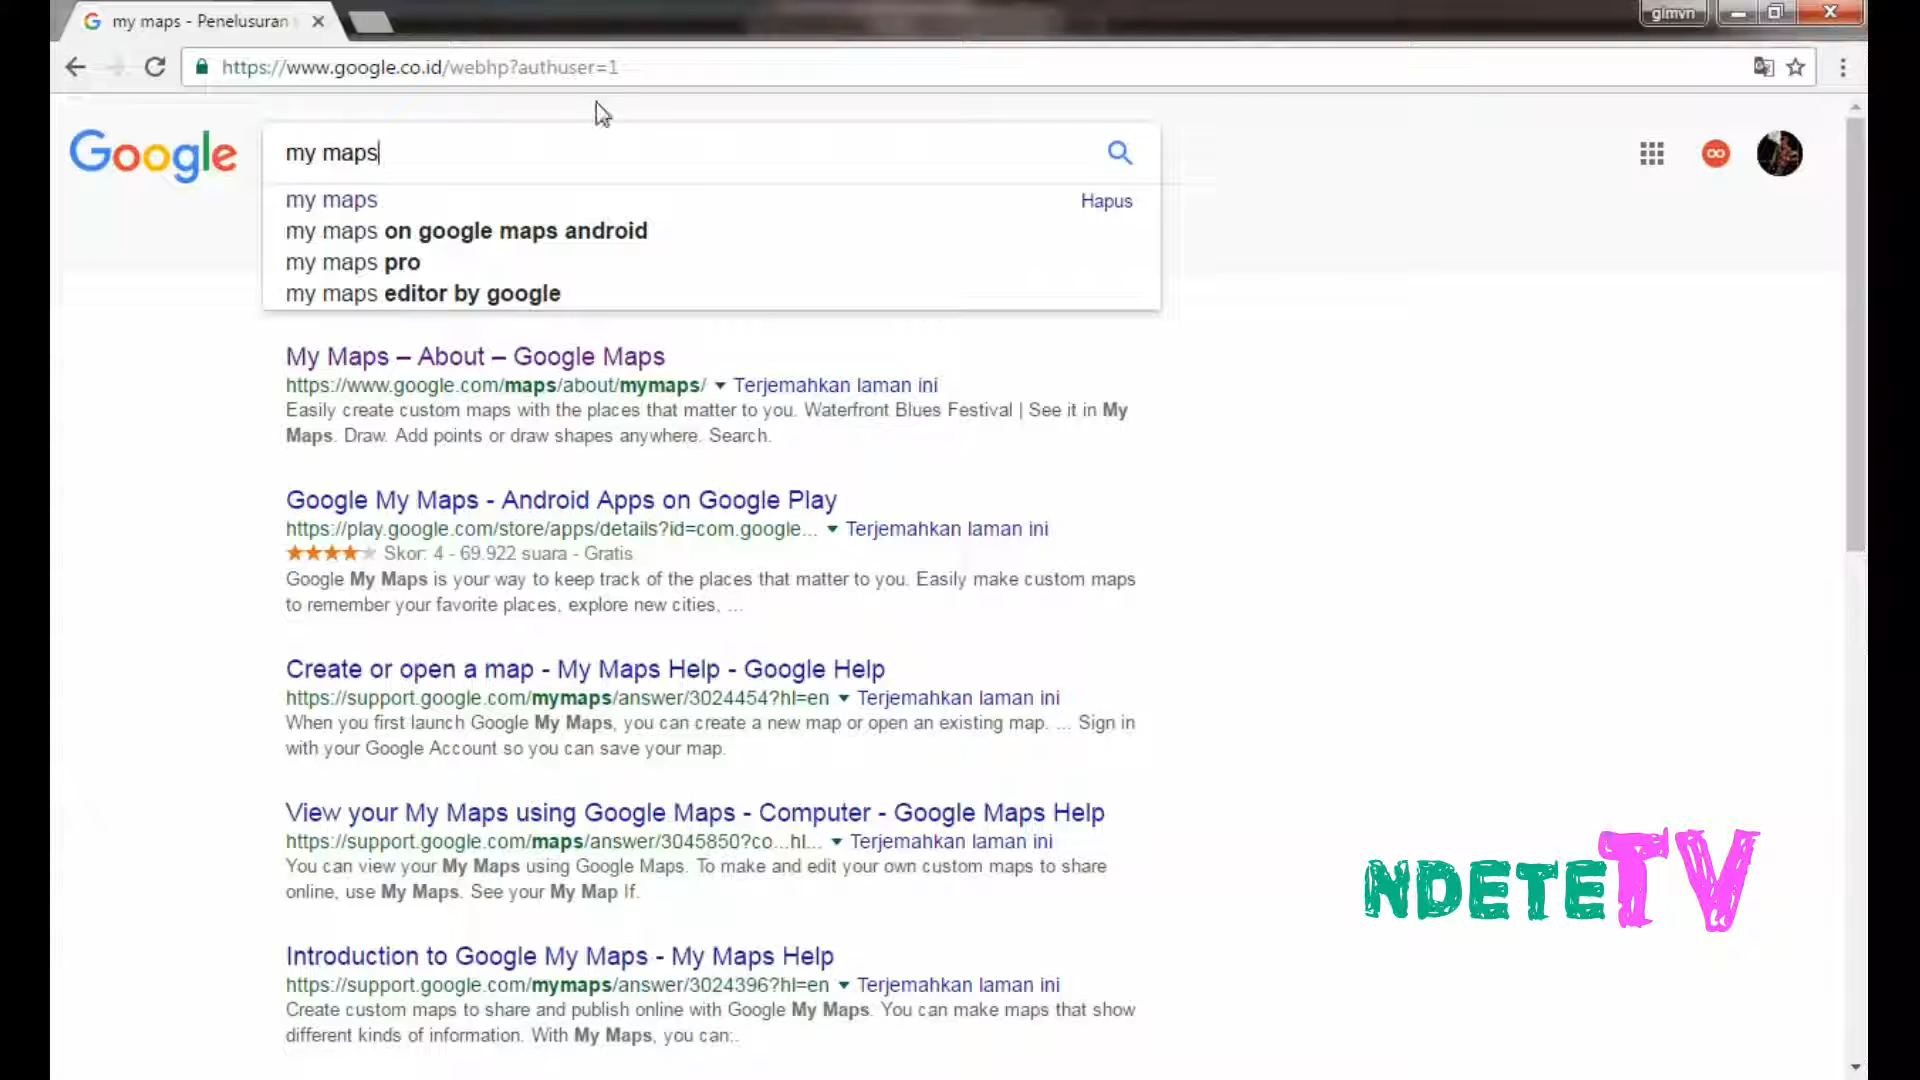 my maps - Penelusuran
glmvn
https://www.google.co.id/webhp?authuser=1
Google
my maps
my maps
Hapus
my maps on google maps android
my maps pro
my maps editor by google
My Maps – About – Google Maps
https://www.google.com/maps/about/mymaps/ Terjemahkan laman ini
Easily create custom maps with the places that matter to you. Waterfront Blues Festival | See it in My
Maps. Draw. Add points or draw shapes anywhere. Search.
Google My Maps - Android Apps on Google Play
https://play.google.com/store/apps/details?id=com.google... Terjemahkan laman ini
Skor: 4 - 69.922 suara - Gratis
Google My Maps is your way to keep track of the places that matter to you. Easily make custom maps
to remember your favorite places, explore new cities, ...
Create or open a map - My Maps Help - Google Help
https://support.google.com/mymaps/answer/3024454?hl=en Terjemahkan laman ini
When you first launch Google My Maps, you can create a new map or open an existing map. ... Sign in
with your Google Account so you can save your map.
View your My Maps using Google Maps - Computer - Google Maps Help
https://support.google.com/maps/answer/3045850?co...hl... Terjemahkan laman ini
You can view your My Maps using Google Maps. To make and edit your own custom maps to share
online, use My Maps. See your My Map If.
Introduction to Google My Maps - My Maps Help
https://support.google.com/mymaps/answer/3024396?hl=en Terjemahkan laman ini
Create custom maps to share and publish online with Google My Maps. You can make maps that show
different kinds of information. With My Maps, you can:.
NDETETV